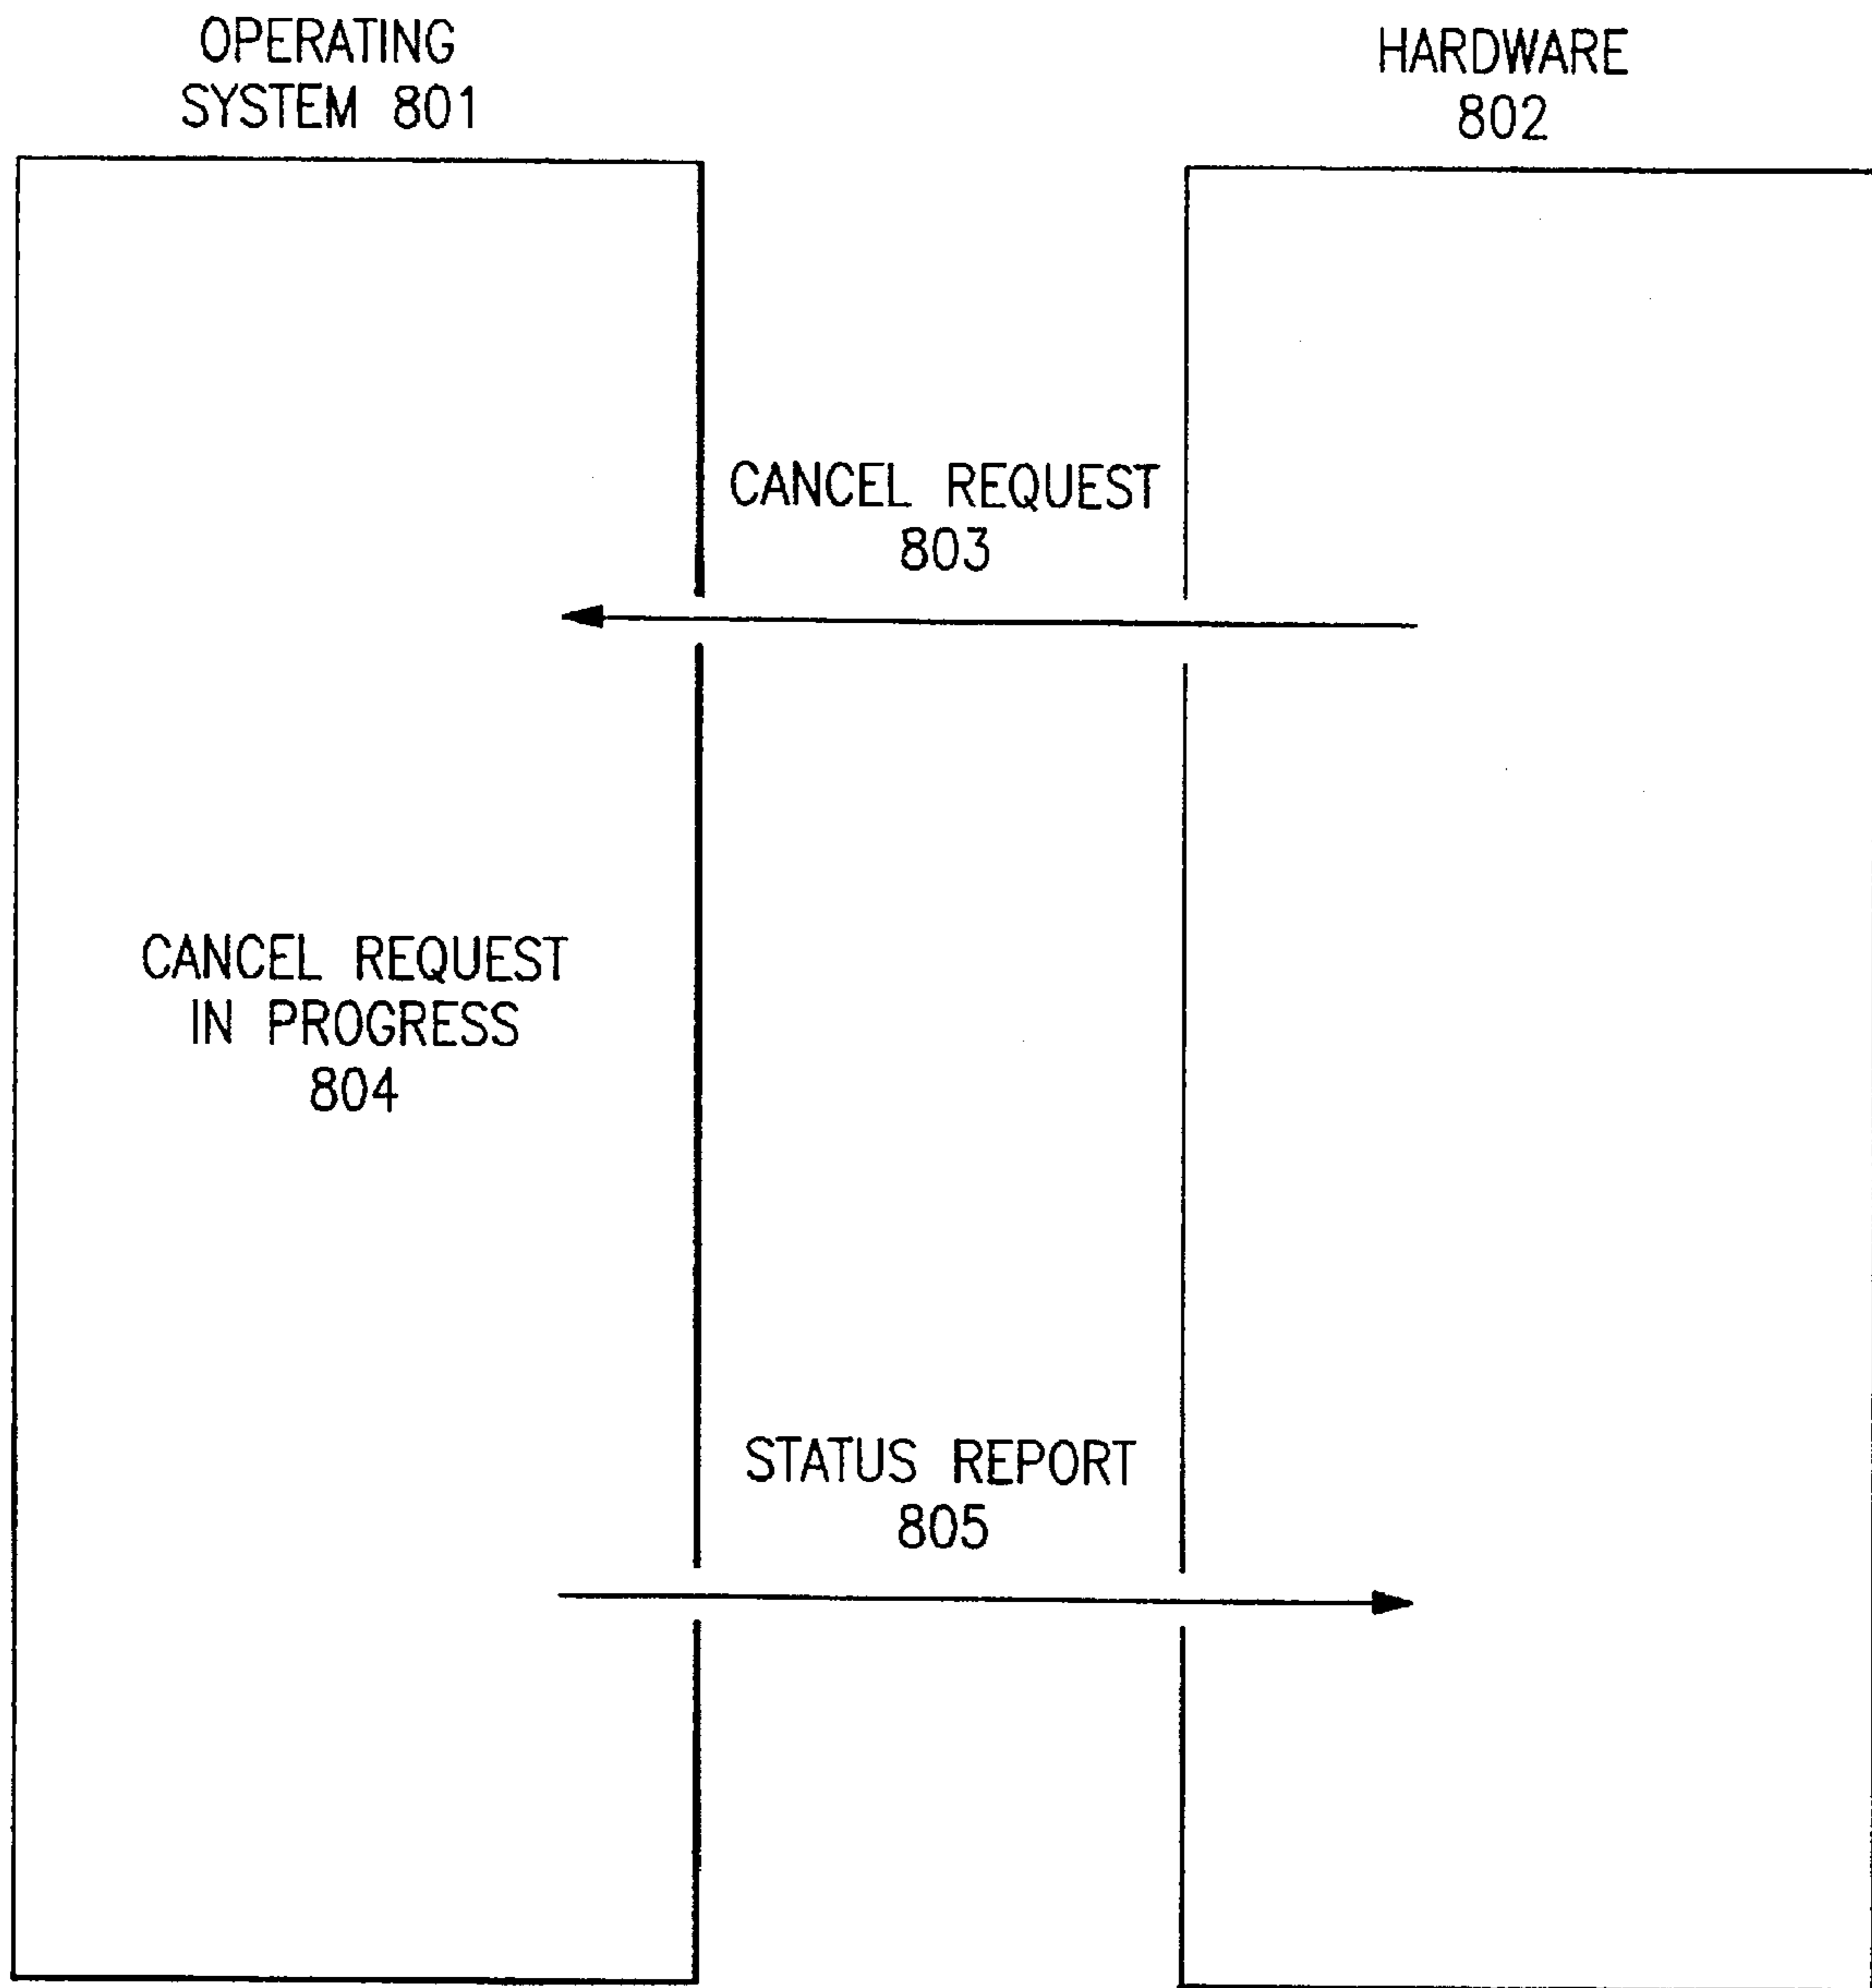 OPERATING
SYSTEM 801
HARDWARE
802
CANCEL REQUEST
803
CANCEL REQUEST
IN PROGRESS
804
STATUS REPORT
805